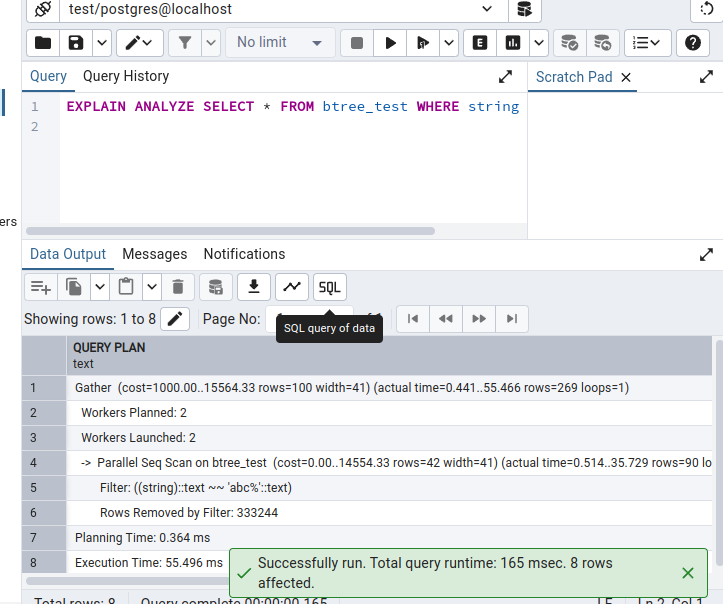 test/postgres@localhost
No limit
E
Query Query History
Scratch Pad
1 EXPLAIN ANALYZE SELECT * FROM btree_test WHERE string
2
ers
Data Output Messages Notifications
SQL
Showing rows: 1 to 8 Page No:
SQL query of data
QUERY PLAN
text
1 Gather (cost=1000.00..15564.33 rows=100 width=41) (actual time=0.441..55.466 rows=269 loops=1)
2 Workers Planned: 2
3 Workers Launched: 2
4 -> Parallel Seq Scan on btree_test (cost=0.00..14554.33 rows=42 width=41) (actual time=0.514..35.729 rows=90 lo
5 Filter: ((string)::text ~~ 'abc%'::text)
6 Rows Removed by Filter: 333244
7 Planning Time: 0.364 ms
8 Execution Time: 55.496 ms
Successfully run. Total query runtime: 165 msec. 8 rows
affected.
Total rows: 8 Query complete 00:00:00.165 LF Ln 2, Col 1